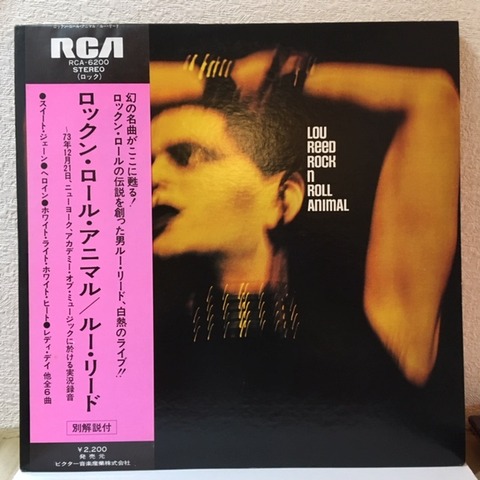 RCA
RCA-6200
STEREO
(ロック)
幻の名曲がここに甦る!
ロックン・ロールの伝説を創った男ルー・リード、白熱のライブ!!
ロックン・ロール・アニマル/ルー・リード
〜73年12月21日、ニューヨーク、アカデミー・オブ・ミュージックに於ける実況録音
●スイート・ジェーン●ヘロイン●ホワイト・ライト・ホワイト・ヒート●レディ・デイ 他全6曲
別解説付
¥2,200
発売元
ビクター音楽産業株式会社
LOU
REED
ROCK
n
ROLL
ANIMAL